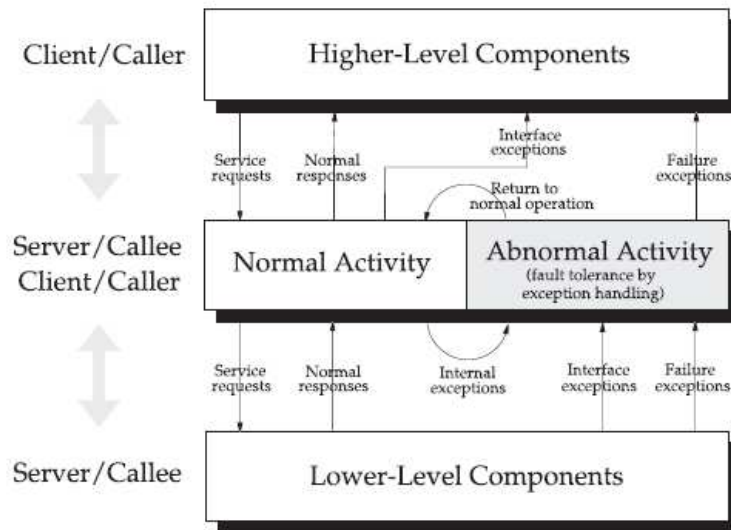 Client/Caller
Higher-Level Components
Service
requests
Normal
responses
Interface
exceptions
Failure
exceptions
Return to
normal operation
Server/Callee
Client/Caller
Normal Activity
Abnormal Activity
(fault tolerance by
exception handling)
Service
requests
Normal
responses
Internal
exceptions
Interface
exceptions
Failure
exceptions
Server/Callee
Lower-Level Components